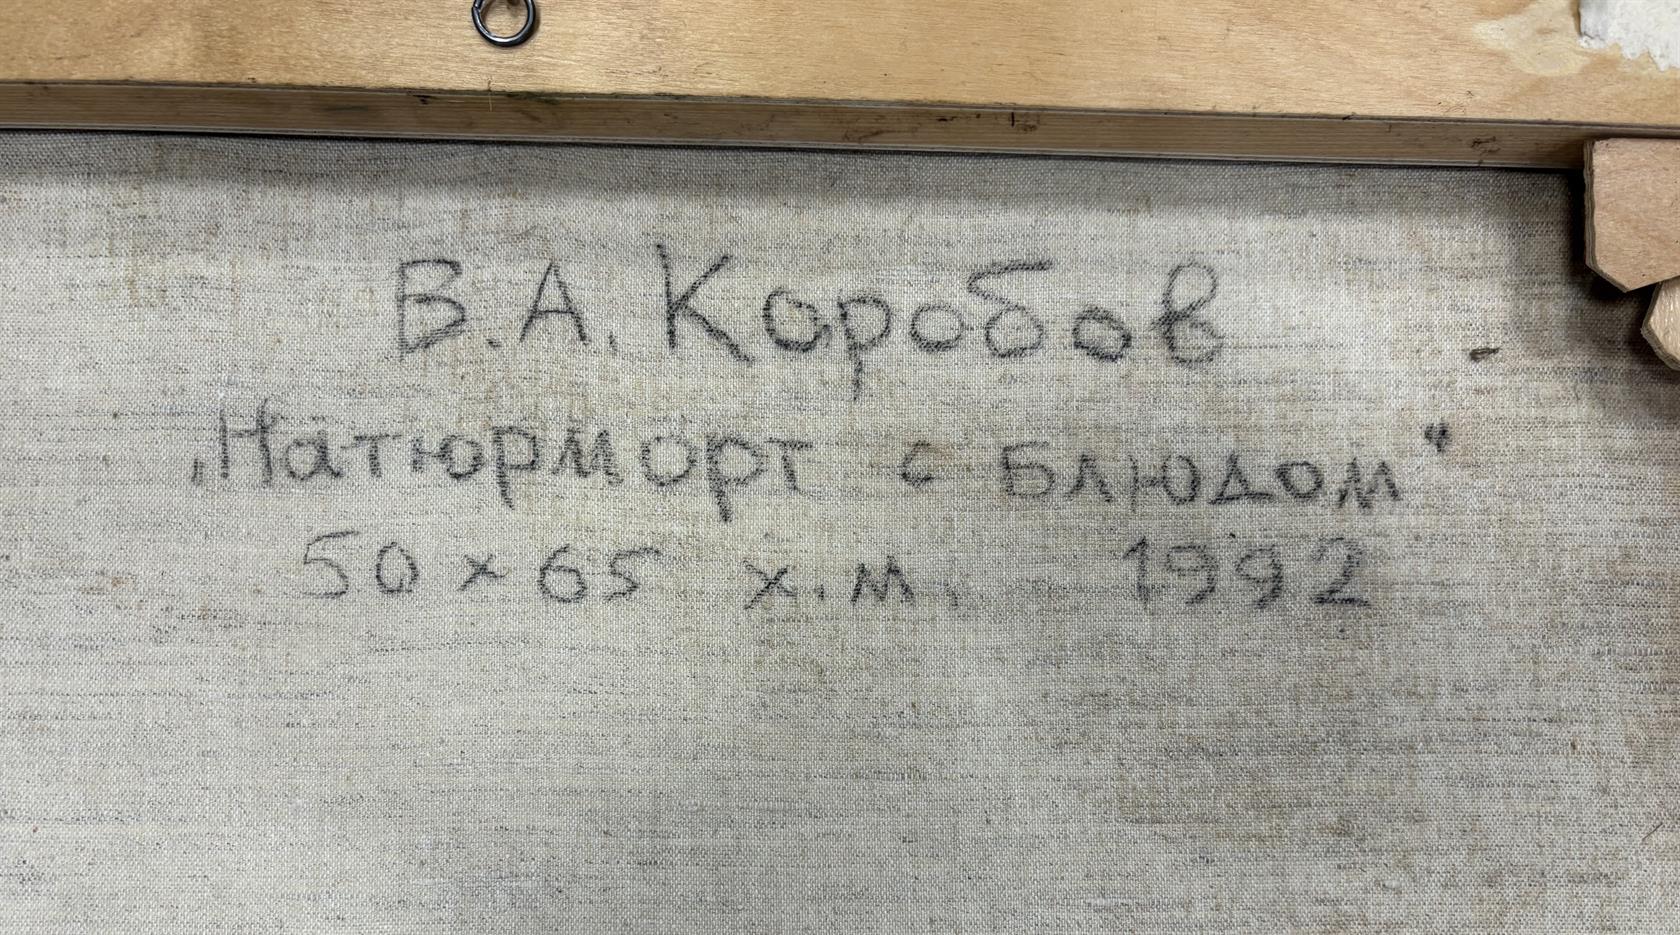 В.А. Коробов
„Натюрморт с блюдом“
50 × 65 х.м. 1992